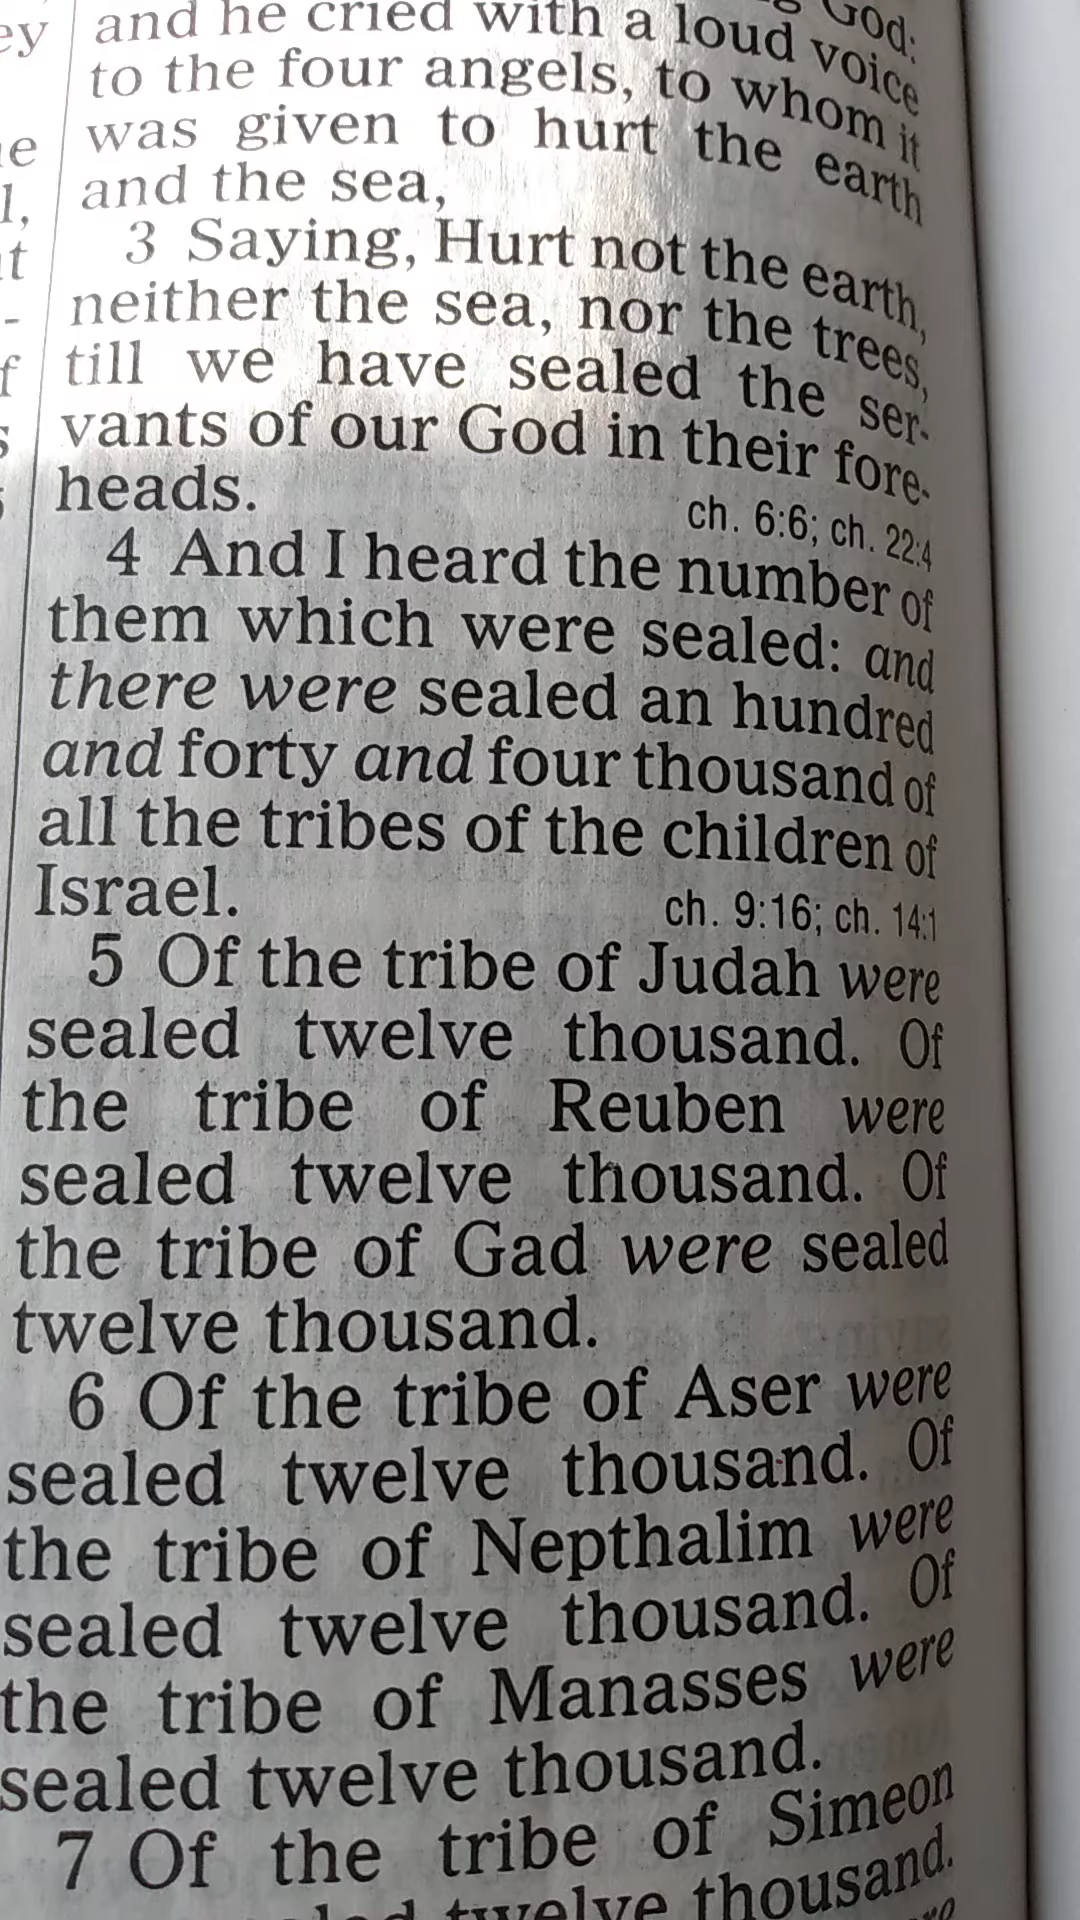 God:
and he cried with a loud voice
to the four angels, to whom it
was given to hurt the earth
and the sea,
3 Saying, Hurt not the earth,
neither the sea, nor the trees,
till we have sealed the ser-
vants of our God in their fore-
heads.
ch. 6:6; ch. 22:4
4 And I heard the number of
them which were sealed: and
there were sealed an hundred
and forty and four thousand of
all the tribes of the children of
Israel.
ch. 9:16; ch. 14:1
5 Of the tribe of Judah were
sealed twelve thousand. Of
the tribe of Reuben were
sealed twelve thousand. Of
the tribe of Gad were sealed
twelve thousand.
6 Of the tribe of Aser were
sealed twelve thousand. Of
the tribe of Nepthalim were
sealed twelve thousand. Of
the tribe of Manasses were
sealed twelve thousand.
7 Of the tribe of Simeon
sealed twelve thousand.